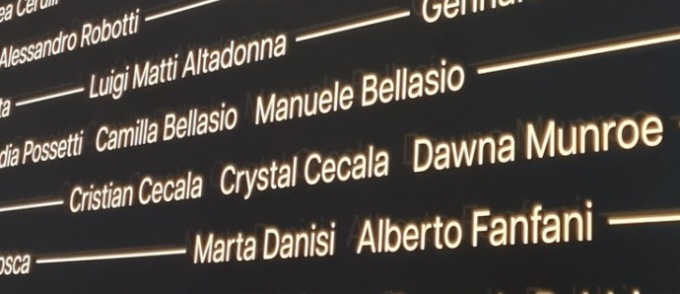 Alessandro Robotti
Luigi Matti Altadonna
Possetti Camilla Bellasio Manuele Bellasio
Cristian Cecala Crystal Cecala Dawna Munroe
Marta Danisi Alberto Fanfani